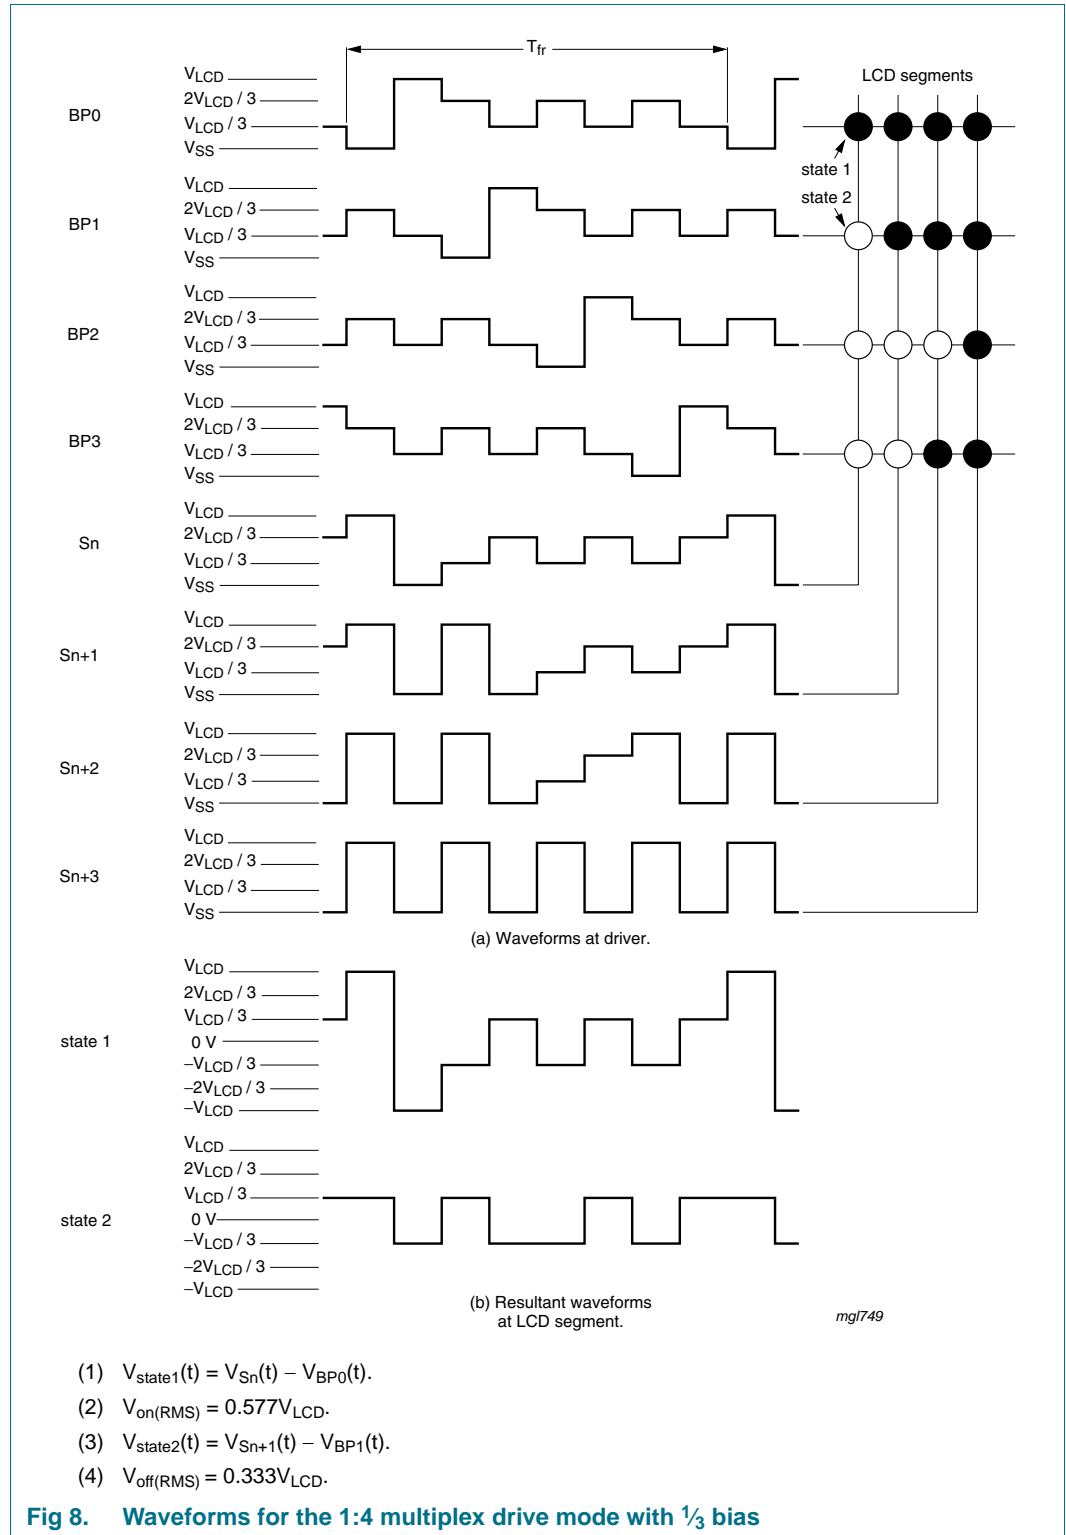 Tfr
LCD segments
BP0
VLCD
2VLCD / 3
VLCD / 3
VSS
state 1
state 2
BP1
VLCD
2VLCD / 3
VLCD / 3
VSS
BP2
VLCD
2VLCD / 3
VLCD / 3
VSS
BP3
VLCD
2VLCD / 3
VLCD / 3
VSS
Sn
VLCD
2VLCD / 3
VLCD / 3
VSS
Sn+1
VLCD
2VLCD / 3
VLCD / 3
VSS
Sn+2
VLCD
2VLCD / 3
VLCD / 3
VSS
Sn+3
VLCD
2VLCD / 3
VLCD / 3
VSS
(a) Waveforms at driver.
state 1
VLCD
2VLCD / 3
VLCD / 3
0 V
−VLCD / 3
−2VLCD / 3
−VLCD
state 2
VLCD
2VLCD / 3
VLCD / 3
0 V
−VLCD / 3
−2VLCD / 3
−VLCD
(b) Resultant waveforms
at LCD segment.
mgl749
(1) Vstate1(t) = VSn(t) − VBP0(t).
(2) Von(RMS) = 0.577VLCD.
(3) Vstate2(t) = VSn+1(t) − VBP1(t).
(4) Voff(RMS) = 0.333VLCD.
Fig 8. Waveforms for the 1:4 multiplex drive mode with 1⁄3 bias